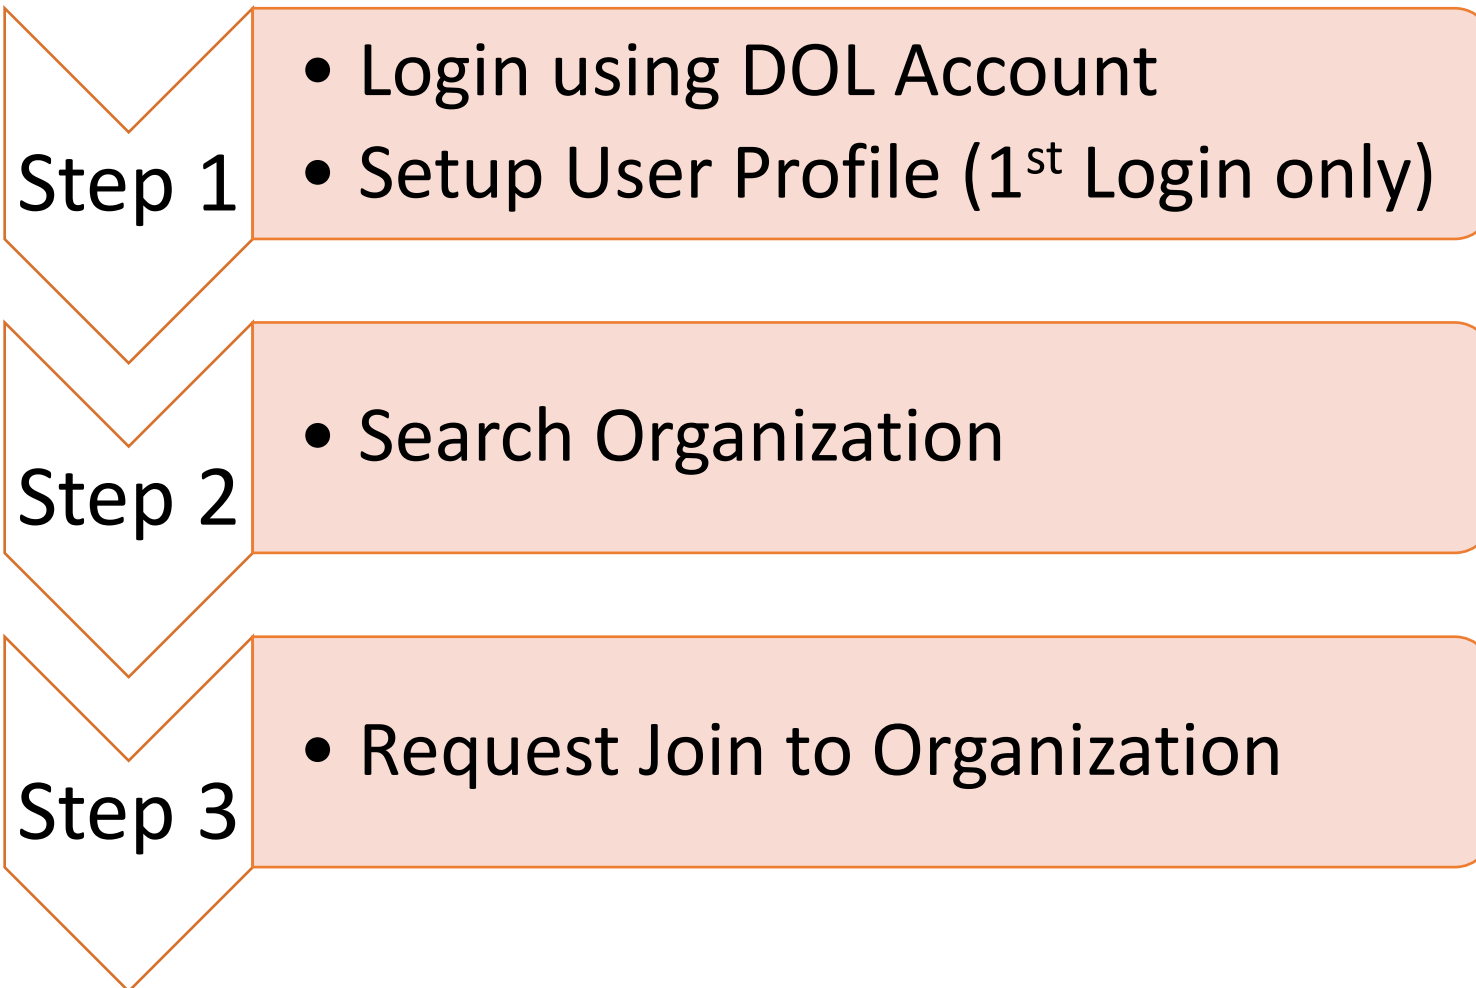 Step 1
• Login using DOL Account
• Setup User Profile (1st Login only)
Step 2
• Search Organization
Step 3
• Request Join to Organization